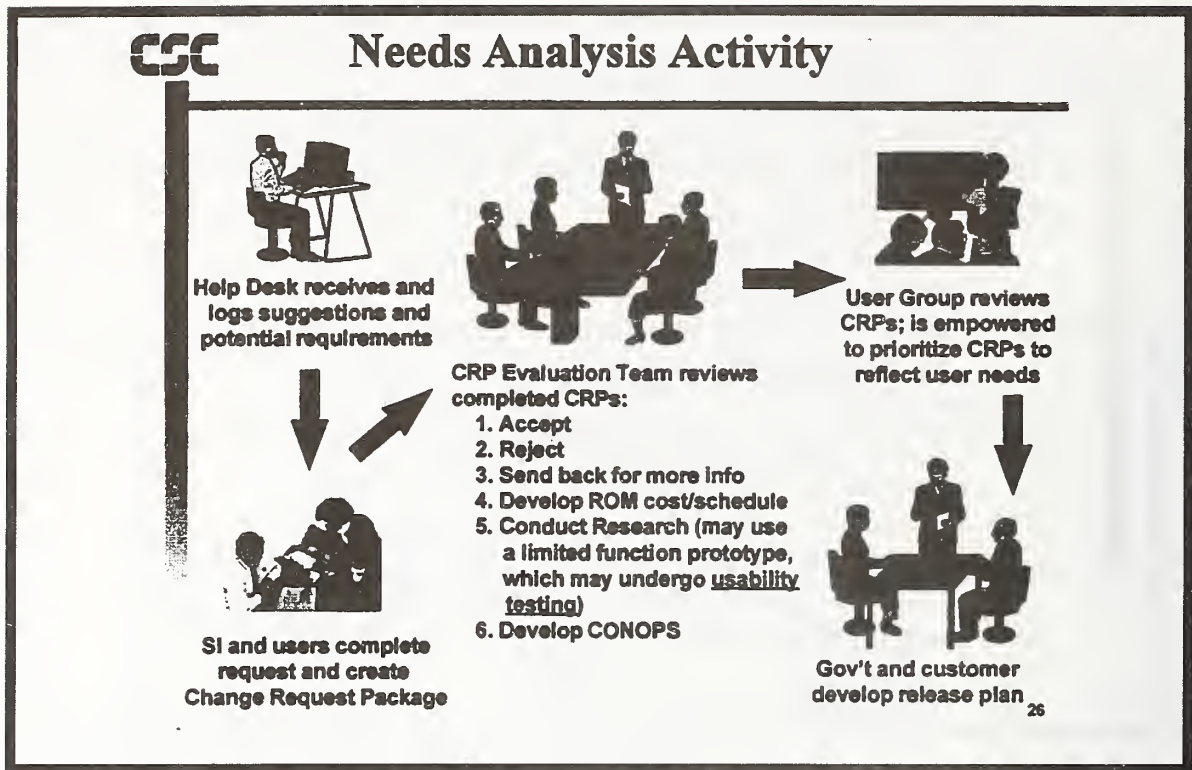 CSC
Needs Analysis Activity
Help Desk receives and
logs suggestions and
potential requirements
SI and users complete
request and create
Change Request Package
CRP Evaluation Team reviews
completed CRPs:
1. Accept
2. Reject
3. Send back for more info
4. Develop ROM cost/schedule
5. Conduct Research (may use
a limited function prototype,
which may undergo usability
testing)
6. Develop CONOPS
User Group reviews
CRPs; is empowered
to prioritize CRPs to
reflect user needs
Gov't and customer
develop release plan
26